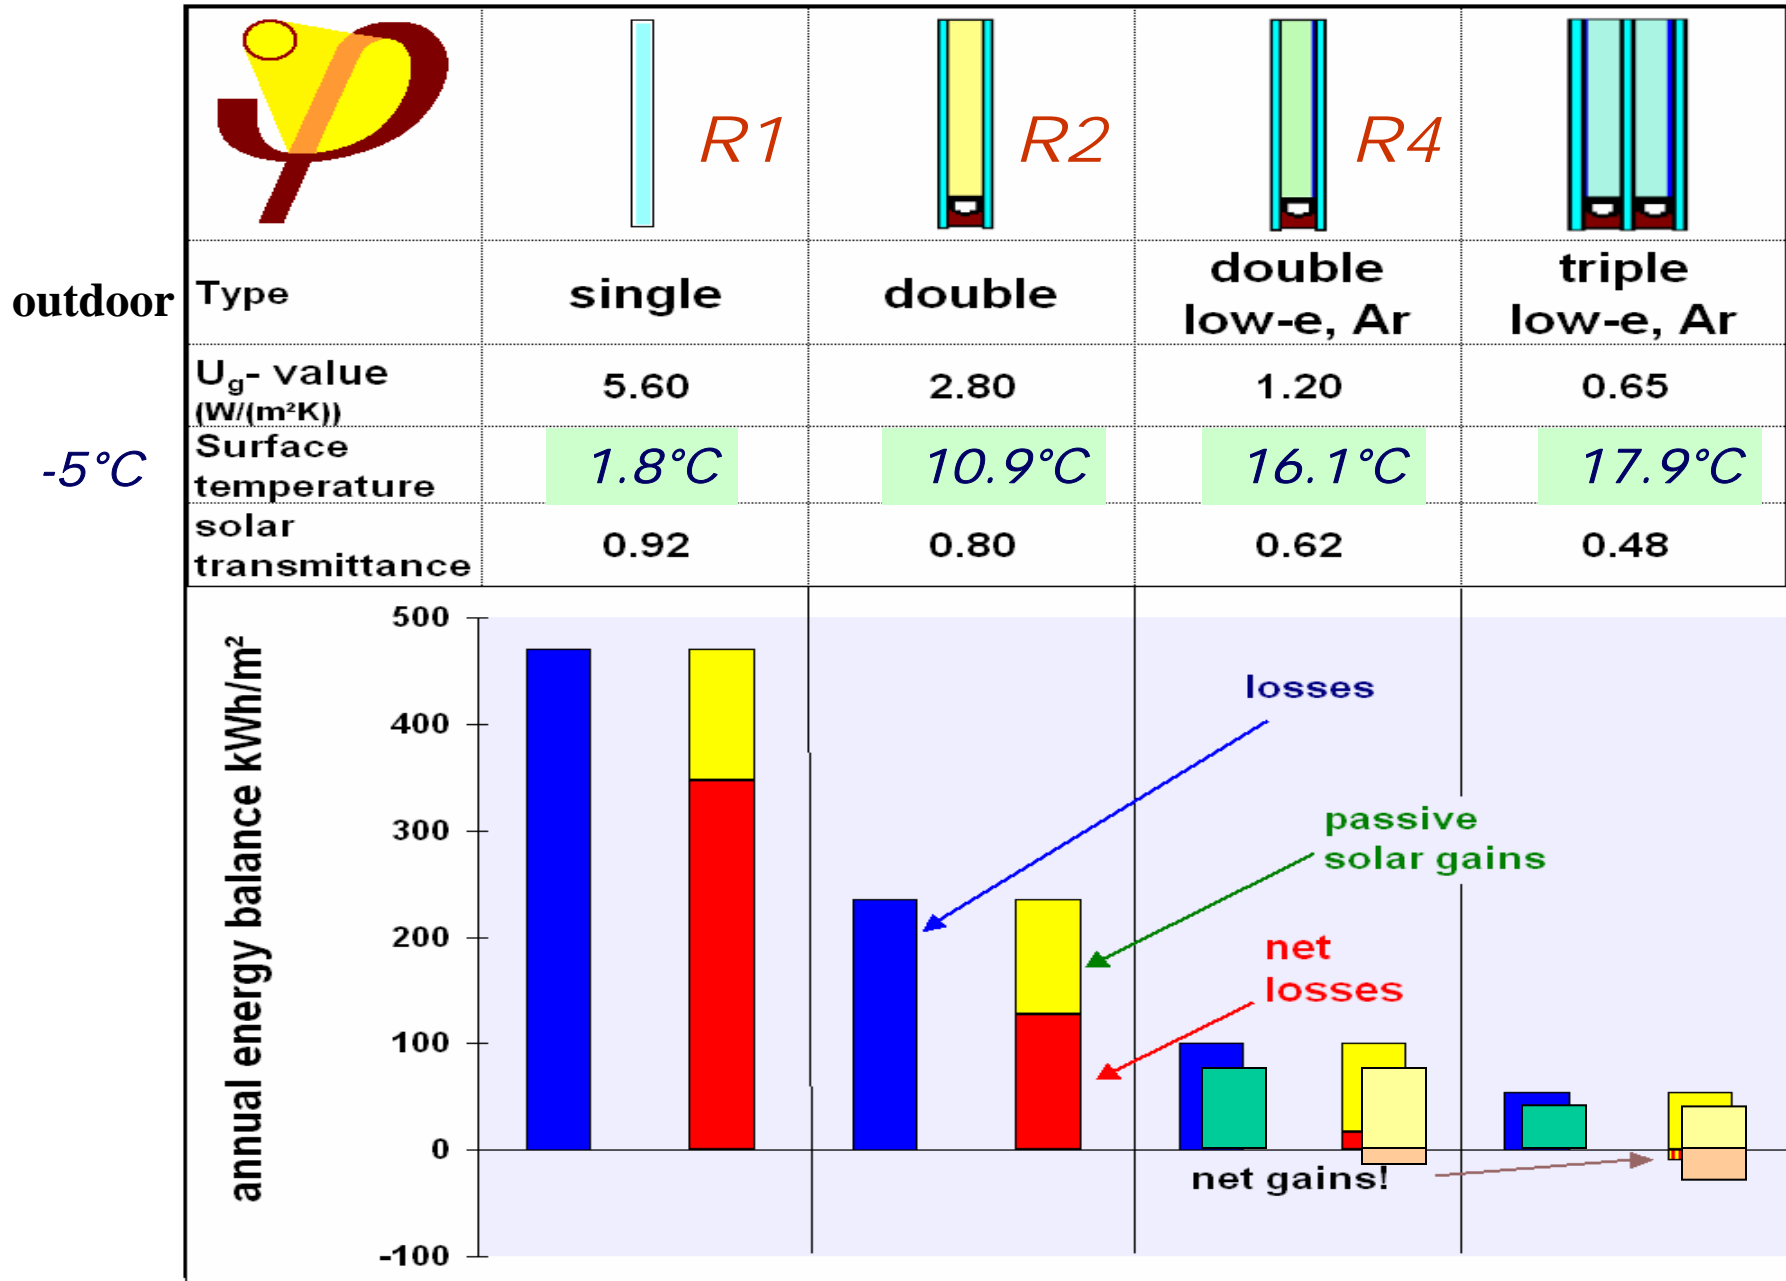 R1
R2
R4
outdoor
Type
single
double
double
low-e, Ar
triple
low-e, Ar
Ug- value
(W/(m²K))
5.60
2.80
1.20
0.65
-5°C
Surface
temperature
1.8°C
10.9°C
16.1°C
17.9°C
solar
transmittance
0.92
0.80
0.62
0.48
annual energy balance kWh/m²
500
400
300
200
100
0
-100
losses
passive
solar gains
net
losses
net gains!